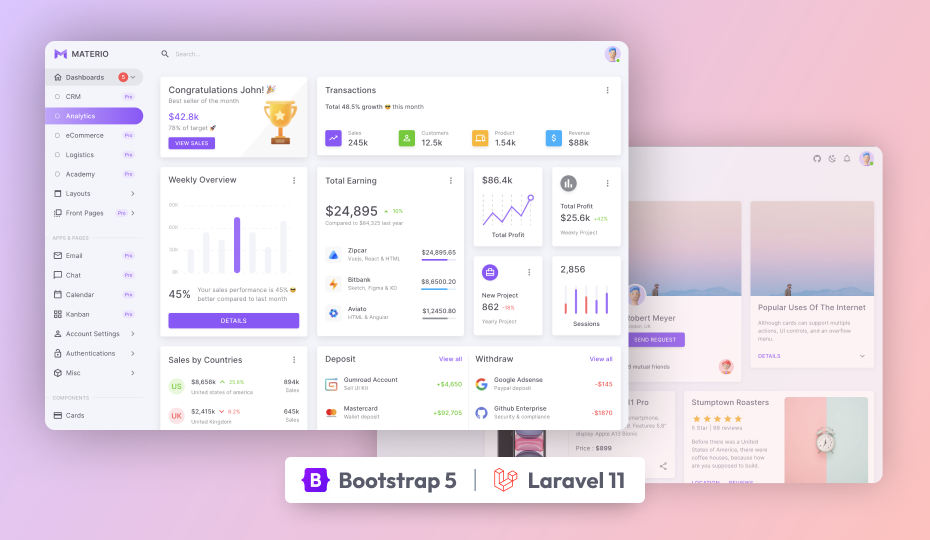 MATERIO
Search...
Dashboards 5
CRM Pro
Analytics
eCommerce Pro
Logistics Pro
Academy Pro
Layouts
Front Pages Pro
APPS & PAGES
Email Pro
Chat Pro
Calendar Pro
Kanban Pro
Account Settings
Authentications
Misc
COMPONENTS
Cards
Congratulations John! 🎉
Best seller of the month
$42.8k
78% of target 🚀
VIEW SALES
Transactions
Total 48.5% growth 😎 this month
Sales
245k
Customers
12.5k
Product
1.54k
Revenue
$88k
Weekly Overview
45%
Your sales performance is 45% 😎
better compared to last month
DETAILS
Total Earning
$24,895
10%
Compared to $84,325 last year
Zipcar
Vuejs, React & HTML
$24,895.65
Bitbank
Sketch, Figma & XD
$8,6500.20
Aviato
HTML & Angular
$1,2450.80
$86.4k
Total Profit
Total Profit
$25.6k +42%
Weekly Project
New Project
862 -18%
Yearly Project
2,856
Sessions
Sales by Countries
US
$8,656k 25.8%
United states of america
894k
Sales
UK
$2,415k 6.2%
United Kingdom
645k
Sales
Deposit
View all
Gumroad Account
Sell UI Kit
+$4,650
Mastercard
Wallet deposit
+$92,705
Withdraw
View all
Google Adsense
Paypal deposit
-$145
Github Enterprise
Security & compliance
-$1870
obert Meyer
UK
SEND REQUEST
mutual friends
Popular Uses Of The Internet
Although cards can support multiple
actions, UI controls, and an overflow
menu.
DETAILS
11 Pro
smartphone.
Features 5.8"
display Apple A13 Bionic
Price : $899
Stumptown Roasters
5 Star | 98 reviews
Before there was a United
States of America, there were
coffee houses, because how
are you supposed to build.
LOCATION REVIEWS
B Bootstrap 5 | Laravel 11